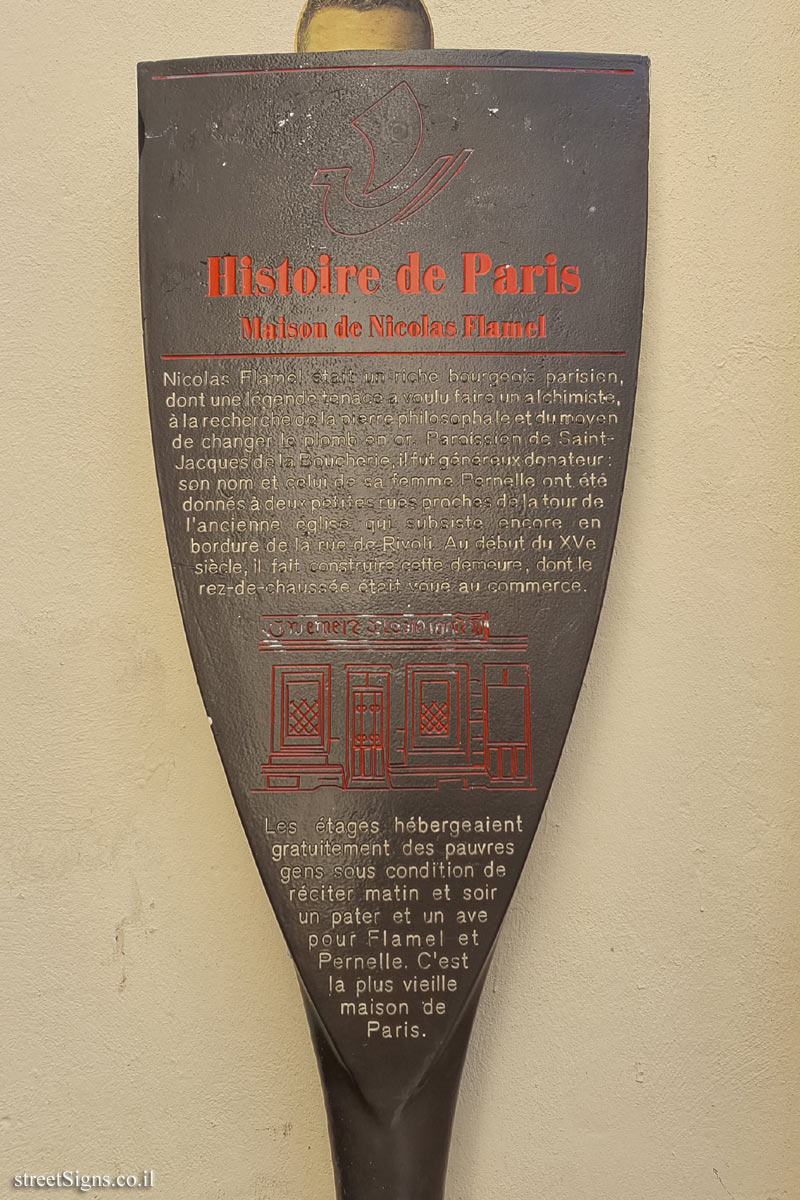 Histoire de Paris
Maison de Nicolas Flamel
Nicolas Flamel était un riche bourgeois parisien,
dont une légende tenace a voulu faire un alchimiste,
à la recherche de la pierre philosophale et du moyen
de changer le plomb en or. Paroissien de Saint-
Jacques de la Boucherie, il fut généreux donateur :
son nom et celui de sa femme Pernelle ont été
donnés à deux petites rues proches de la tour de
l'ancienne église qui subsiste encore en
bordure de la rue de Rivoli. Au début du XVe
siècle, il fait construire cette demeure, dont le
rez-de-chaussée était voué au commerce.
Les étages hébergeaient
gratuitement des pauvres
gens sous condition de
réciter matin et soir
un pater et un ave
pour Flamel et
Pernelle. C'est
la plus vieille
maison de
Paris.
streetSigns.co.il